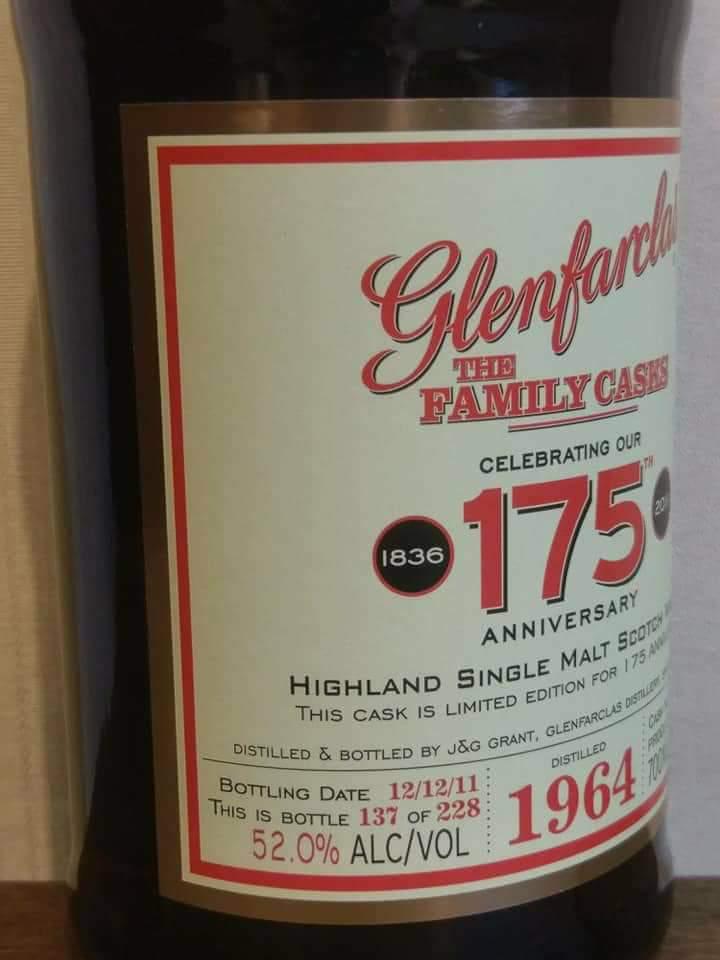 Glenfarclas
THE
FAMILY CASKS
CELEBRATING OUR
1836 175TH
ANNIVERSARY
HIGHLAND SINGLE MALT SCOTCH
THIS CASK IS LIMITED EDITION FOR 175
DISTILLED & BOTTLED BY J&G GRANT, GLENFARCLAS DISTILLERY
BOTTLING DATE 12/12/11
THIS IS BOTTLE 137 OF 228
52.0% ALC/VOL
DISTILLED
1964